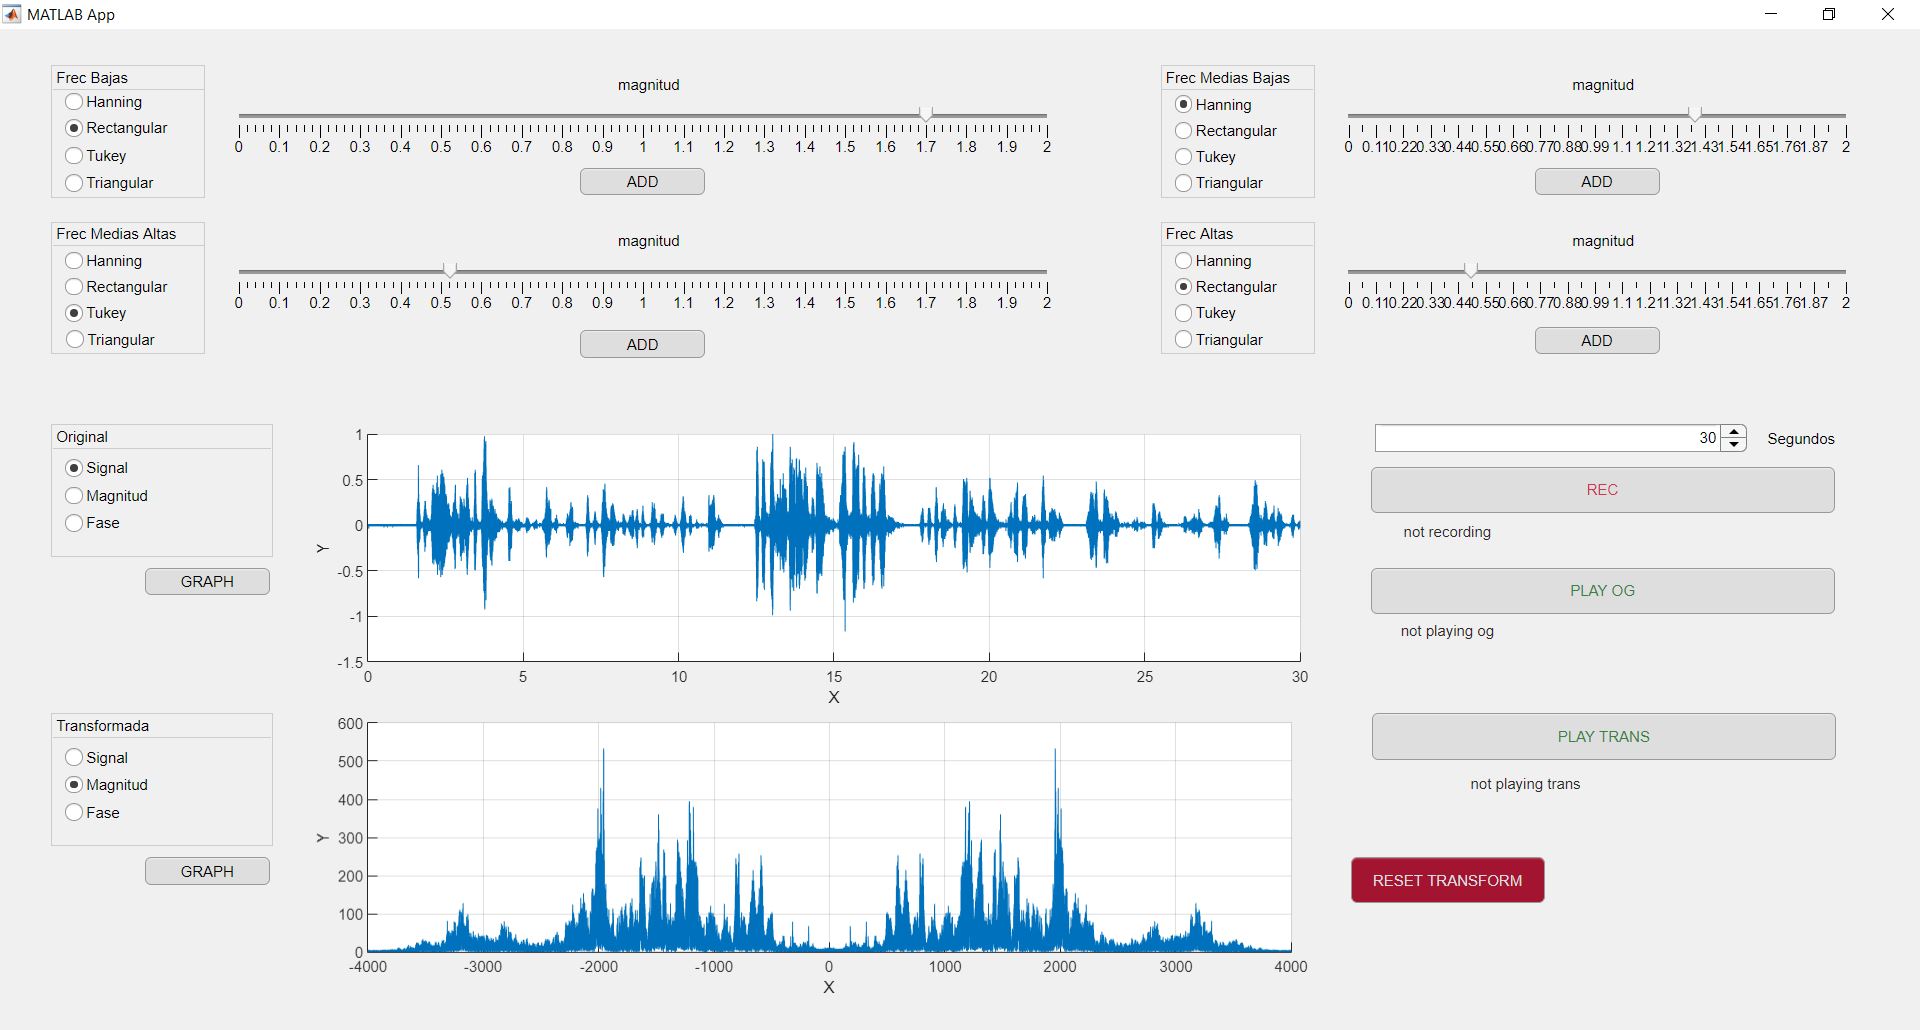 MATLAB App
Frec Bajas
Hanning
Rectangular
Tukey
Triangular
magnitud
0 0.1 0.2 0.3 0.4 0.5 0.6 0.7 0.8 0.9 1 1.1 1.2 1.3 1.4 1.5 1.6 1.7 1.8 1.9 2
ADD
Frec Medias Bajas
Hanning
Rectangular
Tukey
Triangular
magnitud
0 0.11 0.22 0.33 0.44 0.55 0.66 0.77 0.88 0.99 1.1 1.21 1.32 1.43 1.54 1.65 1.76 1.87 2
ADD
Frec Medias Altas
Hanning
Rectangular
Tukey
Triangular
magnitud
0 0.1 0.2 0.3 0.4 0.5 0.6 0.7 0.8 0.9 1 1.1 1.2 1.3 1.4 1.5 1.6 1.7 1.8 1.9 2
ADD
Frec Altas
Hanning
Rectangular
Tukey
Triangular
magnitud
0 0.11 0.22 0.33 0.44 0.55 0.66 0.77 0.88 0.99 1.1 1.21 1.32 1.43 1.54 1.65 1.76 1.87 2
ADD
Original
Signal
Magnitud
Fase
GRAPH
1
0.5
0
-0.5
-1
-1.5
Y
0 5 10 15 20 25 30
X
30 Segundos
REC
not recording
PLAY OG
not playing og
Transformada
Signal
Magnitud
Fase
GRAPH
600
500
400
300
200
100
0
Y
-4000 -3000 -2000 -1000 0 1000 2000 3000 4000
X
PLAY TRANS
not playing trans
RESET TRANSFORM